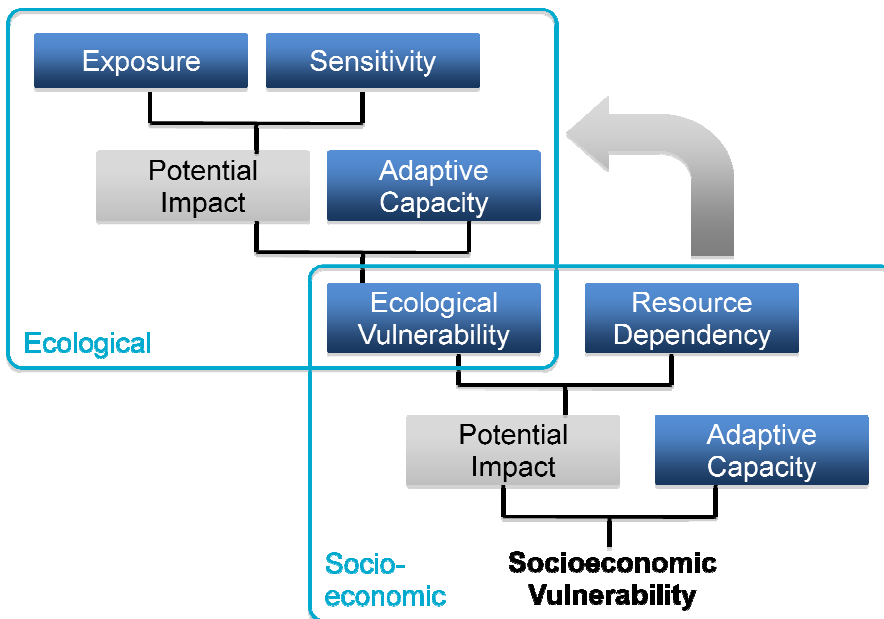 Exposure
Sensitivity
Potential
Impact
Adaptive
Capacity
Ecological
Ecological
Vulnerability
Resource
Dependency
Potential
Impact
Adaptive
Capacity
Socio-
economic
Socioeconomic
Vulnerability